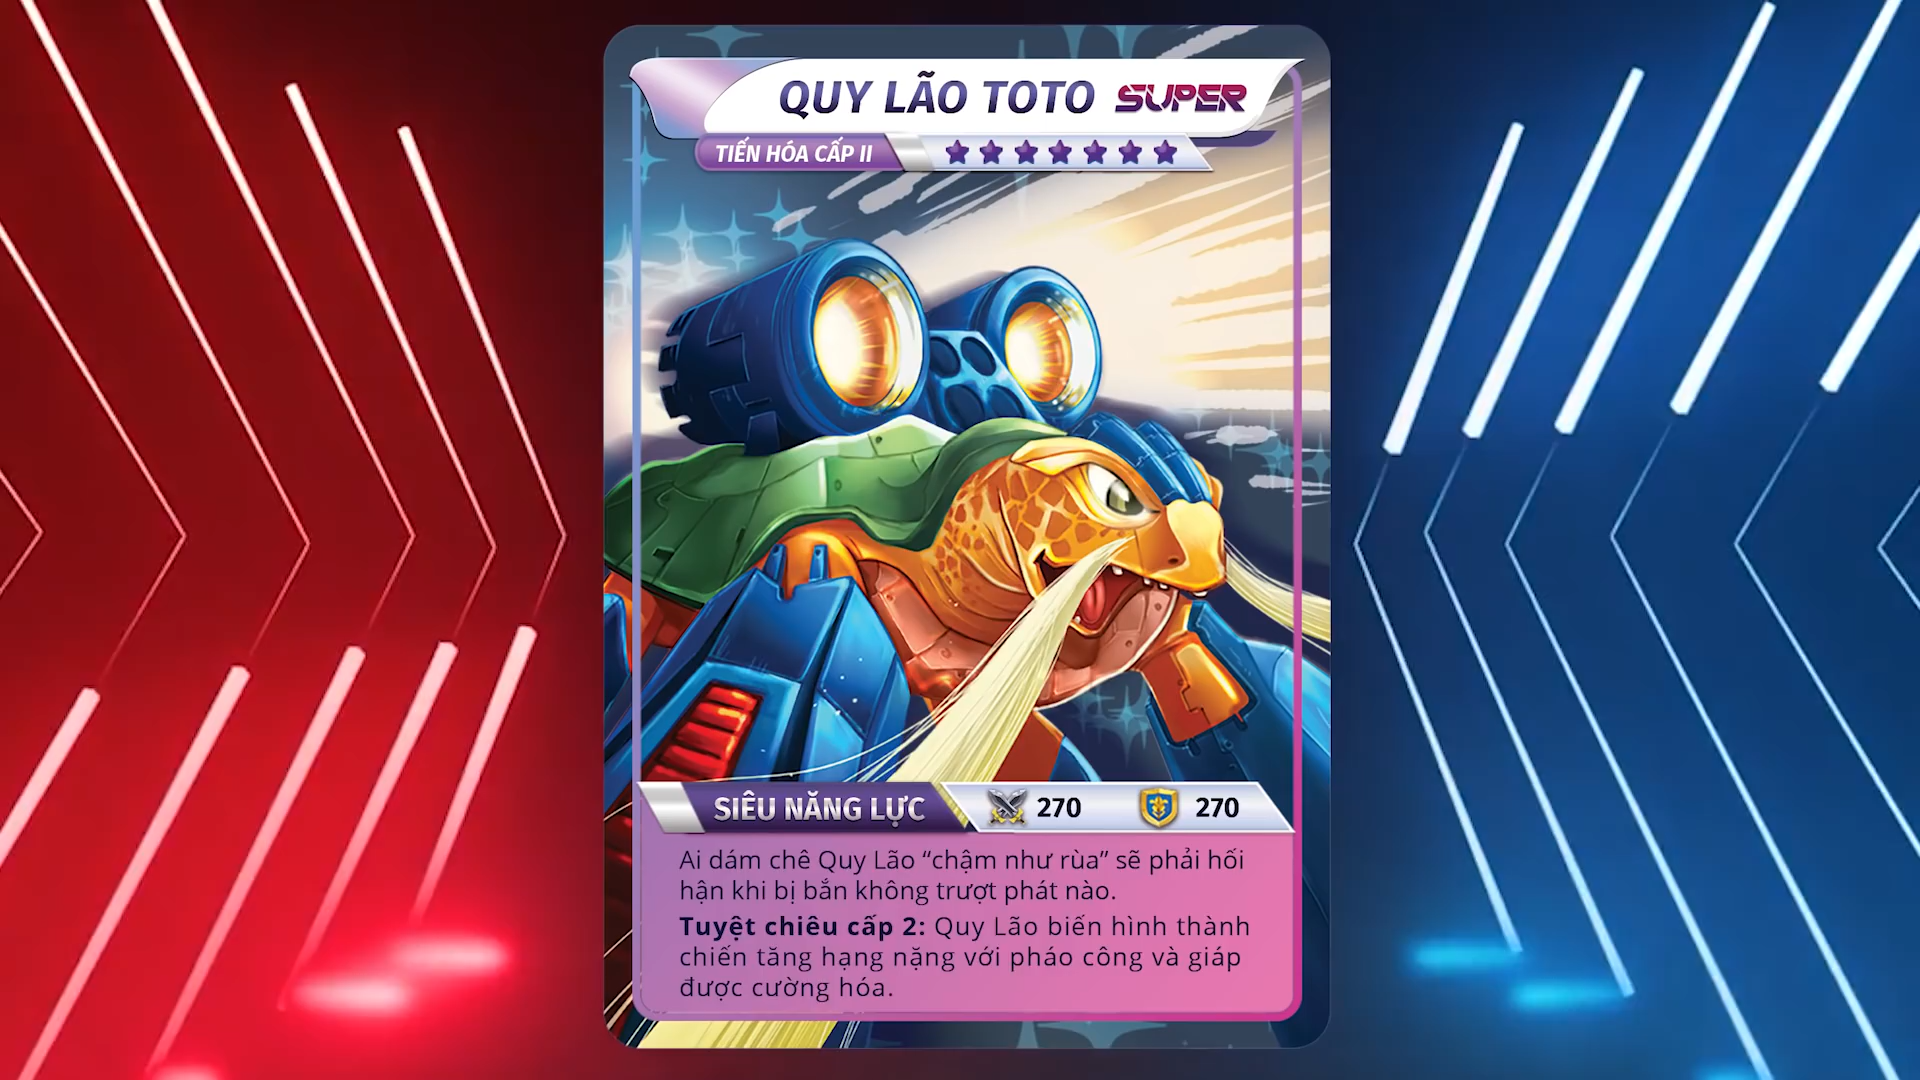 QUY LÃO TOTO SUPER
TIẾN HÓA CẤP II
SIÊU NĂNG LỰC 270 270
Ai dám chê Quy Lão “chậm như rùa” sẽ phải hối
hận khi bị bắn không trượt phát nào.
Tuyệt chiêu cấp 2: Quy Lão biến hình thành
chiến tăng hạng nặng với pháo công và giáp
được cường hóa.